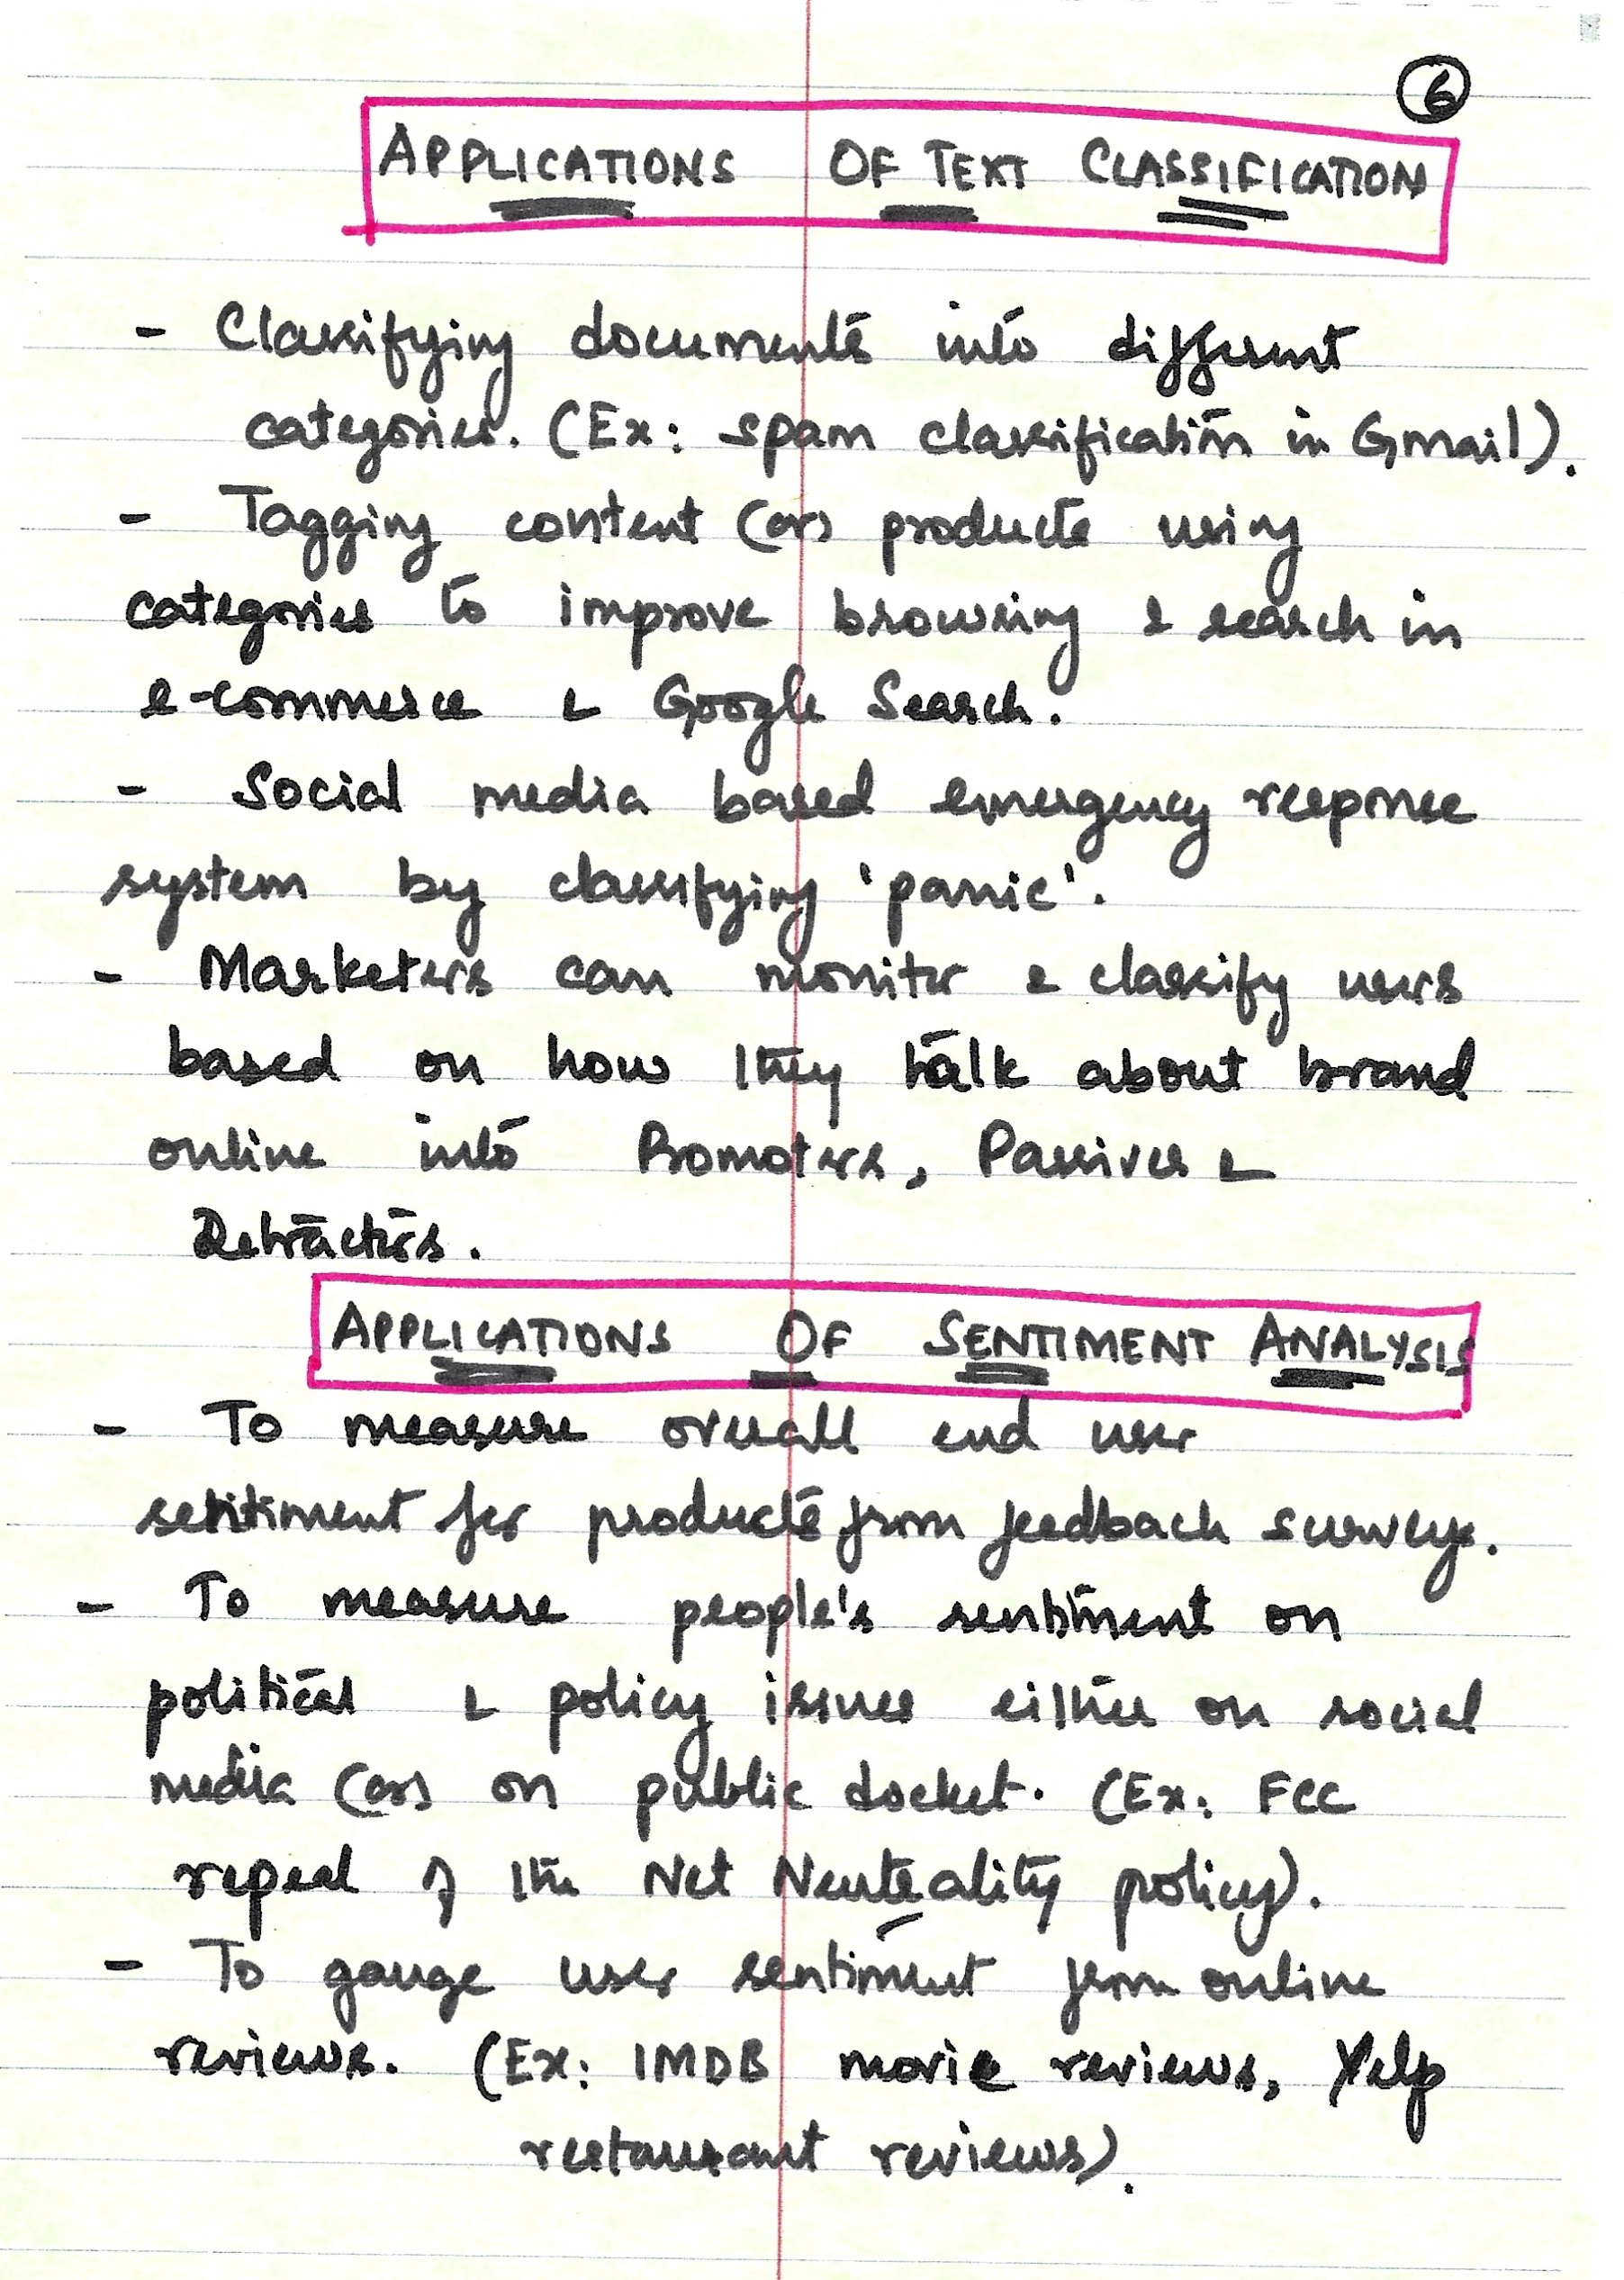 6
APPLICATIONS OF TEXT CLASSIFICATION
- Classifying documents into different
categories. (Ex: spam classification in Gmail).
- Tagging content (or) products using
categories to improve browsing & search in
e-commerce & Google Search.
- Social media based emergency response
system by classifying 'panic'.
- Marketers can monitor & classify users
based on how they talk about brand
online into Promoters, Passives &
Detractors.
APPLICATIONS OF SENTIMENT ANALYSIS
- To measure overall end user
sentiment for products from feedback surveys.
- To measure people's sentiment on
political & policy issues either on social
media (or) on public docket. (Ex: FCC
repeal of the Net Neutrality policy).
- To gauge user sentiment from online
reviews. (Ex: IMDB movie reviews, Yelp
restaurant reviews).